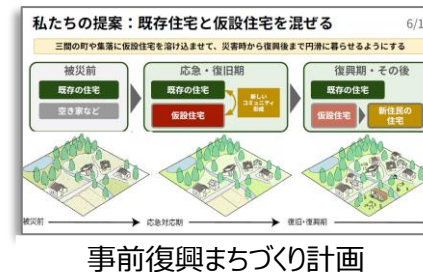 私たちの提案：既存住宅と仮設住宅を混ぜる
6/1
三間の町や集落に仮設住宅を溶け込ませて、災害時から復興後まで円滑に暮らせるようにする
被災前
応急・復旧期
復興期・その後
既存の住宅
既存の住宅
既存の住宅
空き家など
仮設住宅
新しい
コミュニティ
形成
仮設住宅
新住民の
住宅
被災前
応急対応期
復旧・復興期
事前復興まちづくり計画